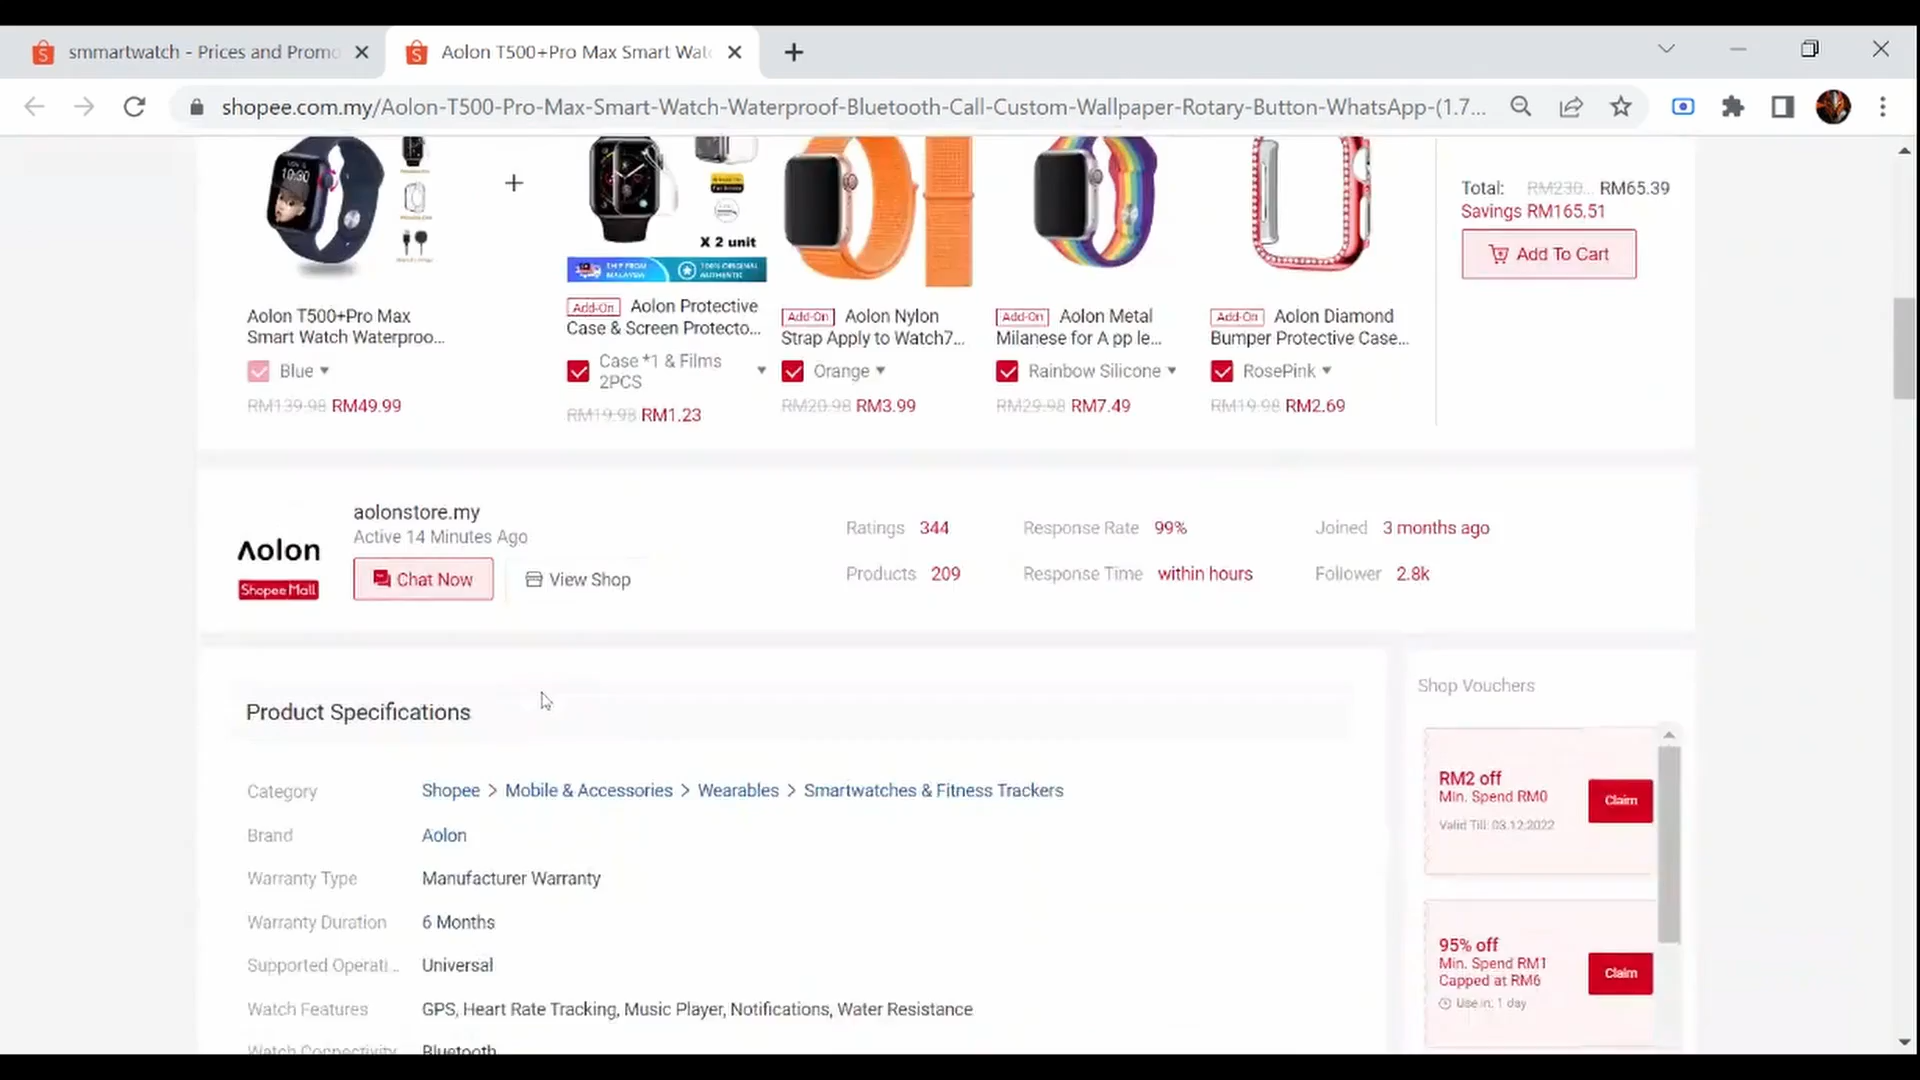 smmartwatch - Prices and Promo
Aolon T500+Pro Max Smart Wat
shopee.com.my/Aolon-T500-Pro-Max-Smart-Watch-Waterproof-Bluetooth-Call-Custom-Wallpaper-Rotary-Button-WhatsApp-(1.7...
10:30
X 2 unit
SHIP FROM MALAYSIA
100% ORIGINAL AUTHENTIC
Aolon T500+Pro Max
Smart Watch Waterproo...
Blue
RM139.98 RM49.99
Add-On Aolon Protective
Case & Screen Protecto...
Case *1 & Films
2PCS
RM19.98 RM1.23
Add-On Aolon Nylon
Strap Apply to Watch7...
Orange
RM20.98 RM3.99
Add-On Aolon Metal
Milanese for A pp le...
Rainbow Silicone
RM29.98 RM7.49
Add-On Aolon Diamond
Bumper Protective Case...
RosePink
RM19.98 RM2.69
Total: RM230... RM65.39
Savings RM165.51
Add To Cart
Aolon
Shopee Mall
aolonstore.my
Active 14 Minutes Ago
Chat Now
View Shop
Ratings 344
Response Rate 99%
Joined 3 months ago
Products 209
Response Time within hours
Follower 2.8k
Product Specifications
Category Shopee > Mobile & Accessories > Wearables > Smartwatches & Fitness Trackers
Brand Aolon
Warranty Type Manufacturer Warranty
Warranty Duration 6 Months
Supported Operati... Universal
Watch Features GPS, Heart Rate Tracking, Music Player, Notifications, Water Resistance
Watch Connectivity Bluetooth
Shop Vouchers
RM2 off
Min. Spend RM0
Valid Till: 03.12.2022
Claim
95% off
Min. Spend RM1
Capped at RM6
Use in: 1 day
Claim